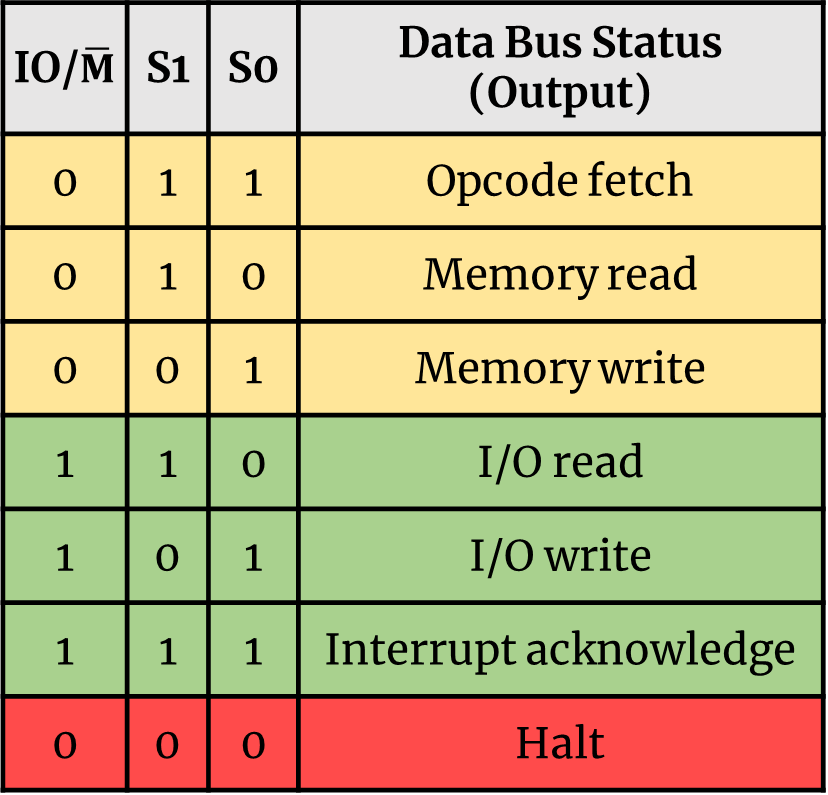 IO/M̅ S1 S0 Data Bus Status
(Output)
0 1 1 Opcode fetch
0 1 0 Memory read
0 0 1 Memory write
1 1 0 I/O read
1 0 1 I/O write
1 1 1 Interrupt acknowledge
0 0 0 Halt